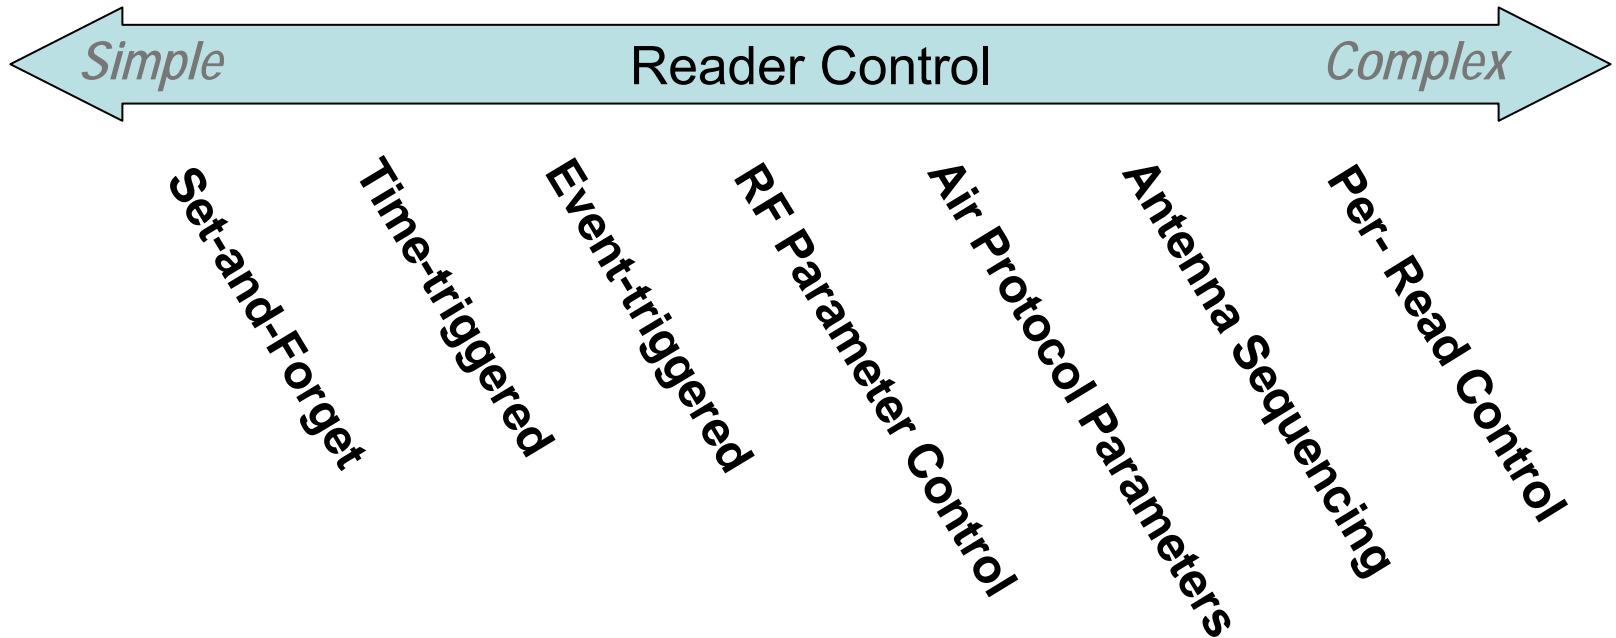 Simple
Reader Control
Complex
Set-and-Forget
Time-triggered
Event-triggered
RF Parameter Control
Air Protocol Parameters
Antenna Sequencing
Per- Read Control